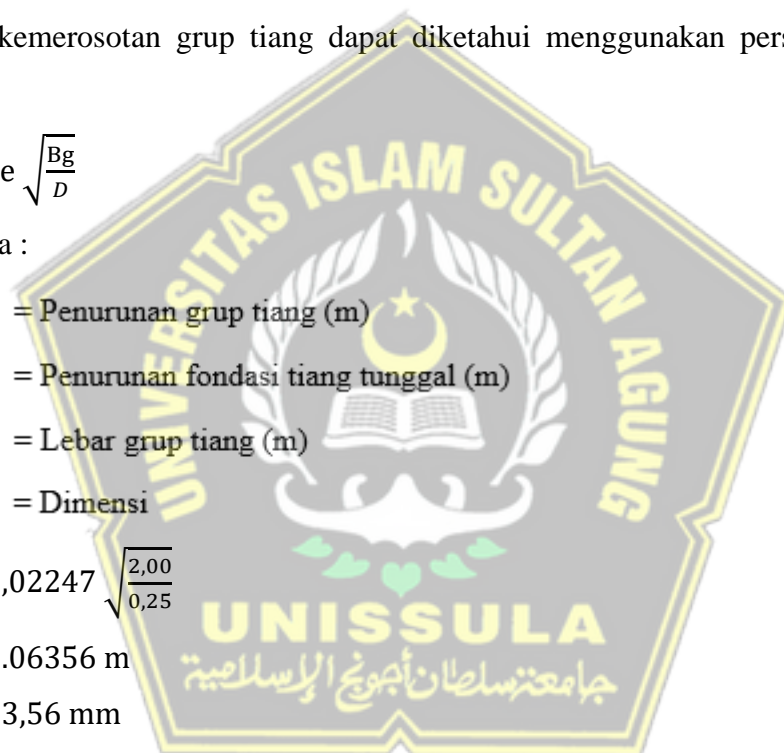 kemerosotan grup tiang dapat diketahui menggunakan pers
e √Bg/D
a :
= Penurunan grup tiang (m)
= Penurunan fondasi tiang tunggal (m)
= Lebar grup tiang (m)
= Dimensi
,02247 √2,00/0,25
.06356 m
3,56 mm
UNIVERSITAS ISLAM SULTAN AGUNG
UNISSULA
جامعة سلطان أجونج الإسلامية